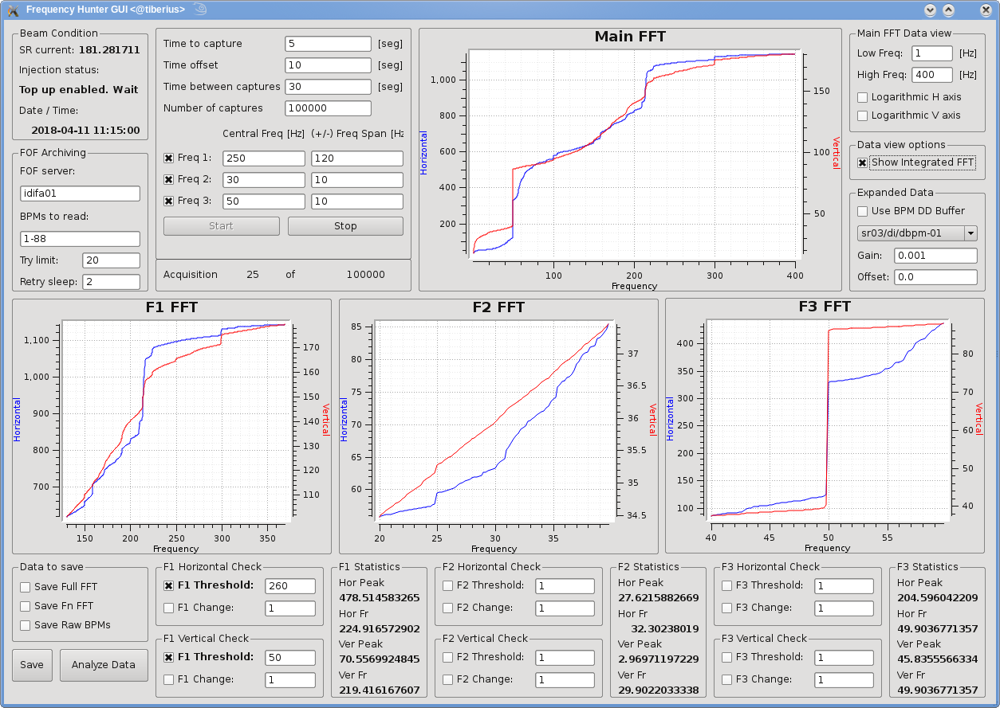 Frequency Hunter GUI <@tiberius>
Beam Condition
SR current: 181.281711
Injection status:
Top up enabled. Wait
Date / Time:
2018-04-11 11:15:00
FOF Archiving
FOF server:
idifa01
BPMs to read:
1-88
Try limit: 20
Retry sleep: 2
Time to capture 5 [seg]
Time offset 10 [seg]
Time between captures 30 [seg]
Number of captures 100000
Central Freq [Hz] (+/-) Freq Span [Hz
Freq 1: 250 120
Freq 2: 30 10
Freq 3: 50 10
Start Stop
Acquisition 25 of 100000
Main FFT
1,000
800
600
400
200
Horizontal
150
100
50
Vertical
100 200 300 400
Frequency
Main FFT Data view
Low Freq: 1 [Hz]
High Freq: 400 [Hz]
Logarithmic H axis
Logarithmic V axis
Data view options
Show Integrated FFT
Expanded Data
Use BPM DD Buffer
sr03/di/dbpm-01
Gain: 0.001
Offset: 0.0
F1 FFT
1,100
1,000
900
800
700
Horizontal
170
160
150
140
130
120
110
Vertical
150 200 250 300 350
Frequency
F2 FFT
85
80
75
70
65
60
Horizontal
37
36.5
36
35.5
35
34.5
Vertical
20 25 30 35
Frequency
F3 FFT
400
350
300
250
200
150
100
Horizontal
80
70
60
50
40
Vertical
40 45 50 55
Frequency
Data to save
Save Full FFT
Save Fn FFT
Save Raw BPMs
Save Analyze Data
F1 Horizontal Check
F1 Threshold: 260
F1 Change: 1
F1 Vertical Check
F1 Threshold: 50
F1 Change: 1
F1 Statistics
Hor Peak
478.514583265
Hor Fr
224.916572902
Ver Peak
70.5569924845
Ver Fr
219.416167607
F2 Horizontal Check
F2 Threshold: 1
F2 Change: 1
F2 Vertical Check
F2 Threshold: 1
F2 Change: 1
F2 Statistics
Hor Peak
27.6215882669
Hor Fr
32.30238019
Ver Peak
2.96971197229
Ver Fr
29.9022033338
F3 Horizontal Check
F3 Threshold: 1
F3 Change: 1
F3 Vertical Check
F3 Threshold: 1
F3 Change: 1
F3 Statistics
Hor Peak
204.596042209
Hor Fr
49.9036771357
Ver Peak
45.8355566334
Ver Fr
49.9036771357